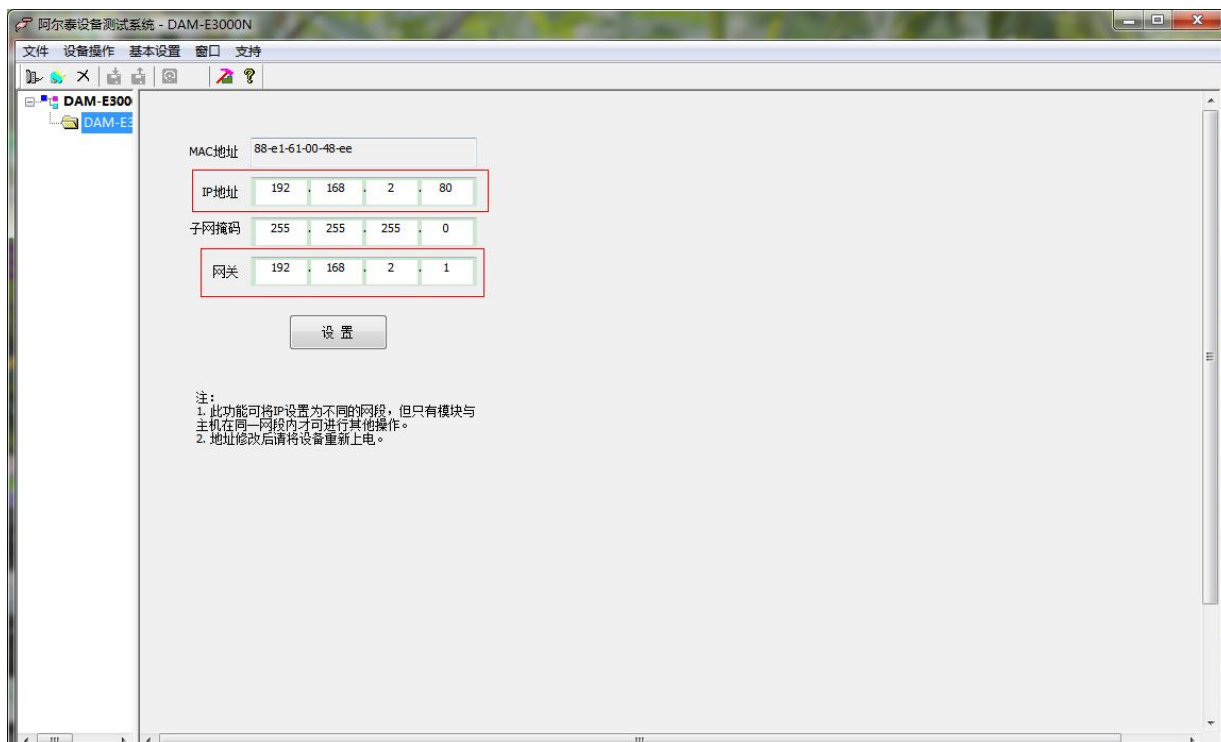 阿尔泰设备测试系统 - DAM-E3000N
文件 设备操作 基本设置 窗口 支持
DAM-E300
DAM-E3
MAC地址 88-e1-61-00-48-ee
IP地址 192 . 168 . 2 . 80
子网掩码 255 . 255 . 255 . 0
网关 192 . 168 . 2 . 1
设 置
注：
1. 此功能可将IP设置为不同的网段，但只有模块与
主机在同一网段内才可进行其他操作。
2. 地址修改后请将设备重新上电。